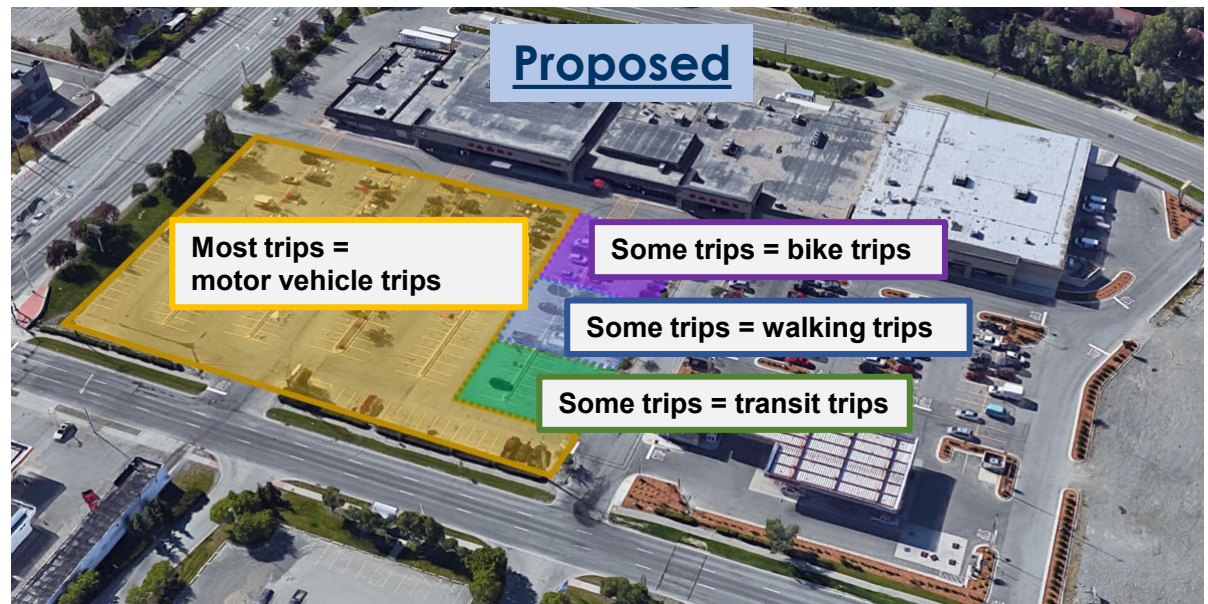 Proposed
Most trips =
motor vehicle trips
Some trips = bike trips
Some trips = walking trips
Some trips = transit trips